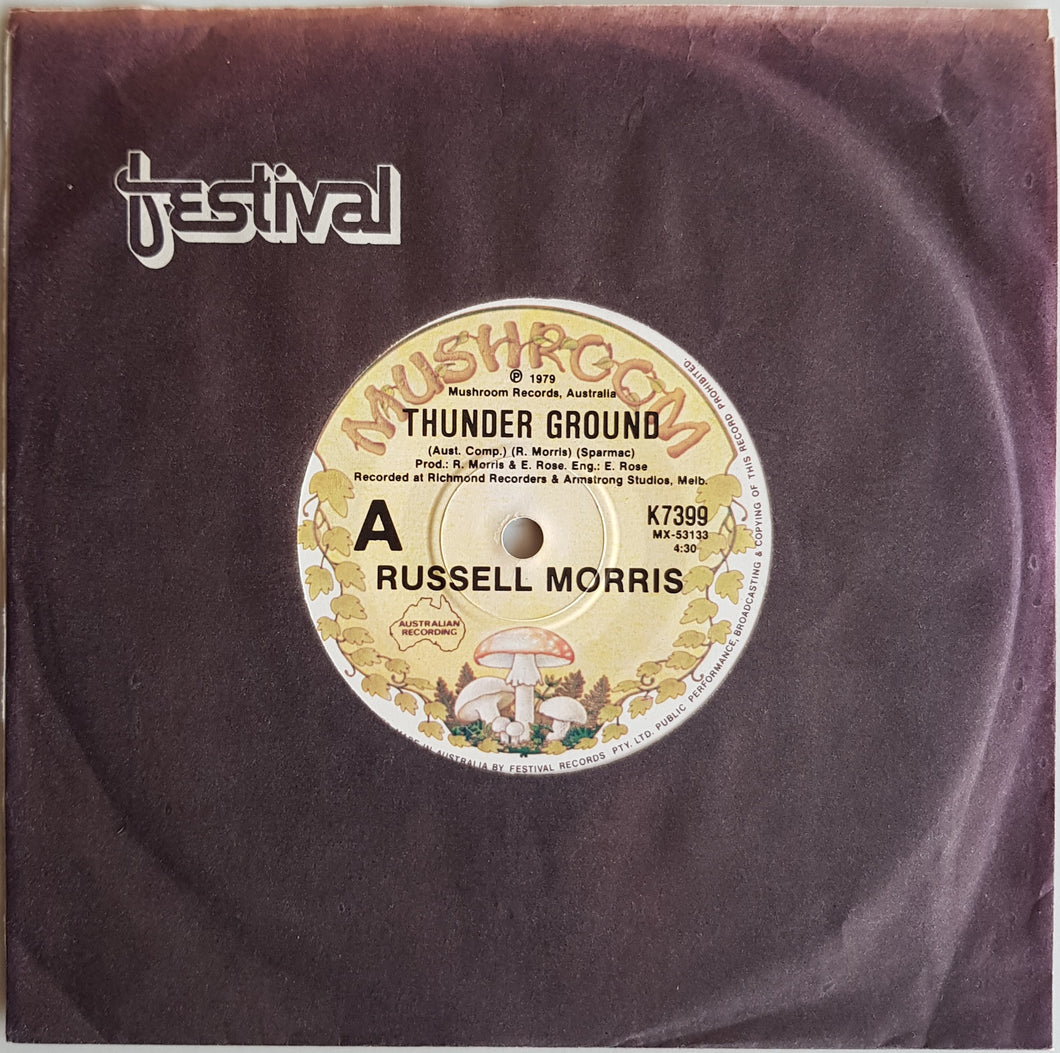 festival
MUSHROOM
℗ 1979
Mushroom Records, Australia
THUNDER GROUND
(Aust. Comp.) (R. Morris) (Sparmac)
Prod.: R. Morris & E. Rose. Eng.: E. Rose
Recorded at Richmond Recorders & Armstrong Studios, Melb.
A
K7399
MX-53133
4:30
RUSSELL MORRIS
AUSTRALIAN
RECORDING
IN AUSTRALIA BY FESTIVAL RECORDS PTY. LTD. PUBLIC PERFORMANCE, BROADCASTING & COPYING OF THIS RECORD PROHIBITED.